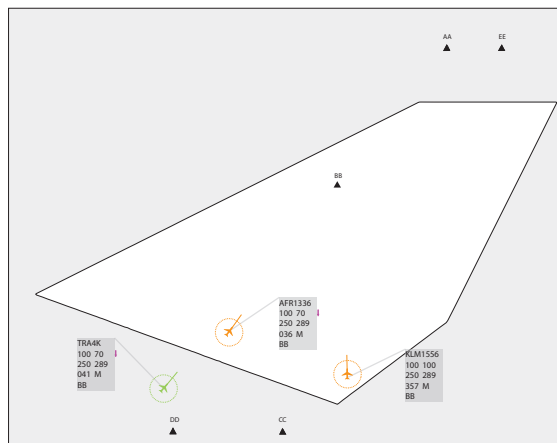 AA
EE
BB
AFR1336
100 70
250 289
036 M
BB
TRA4K
100 70
250 289
041 M
BB
KLM1556
100 100
250 289
357 M
BB
DD
CC